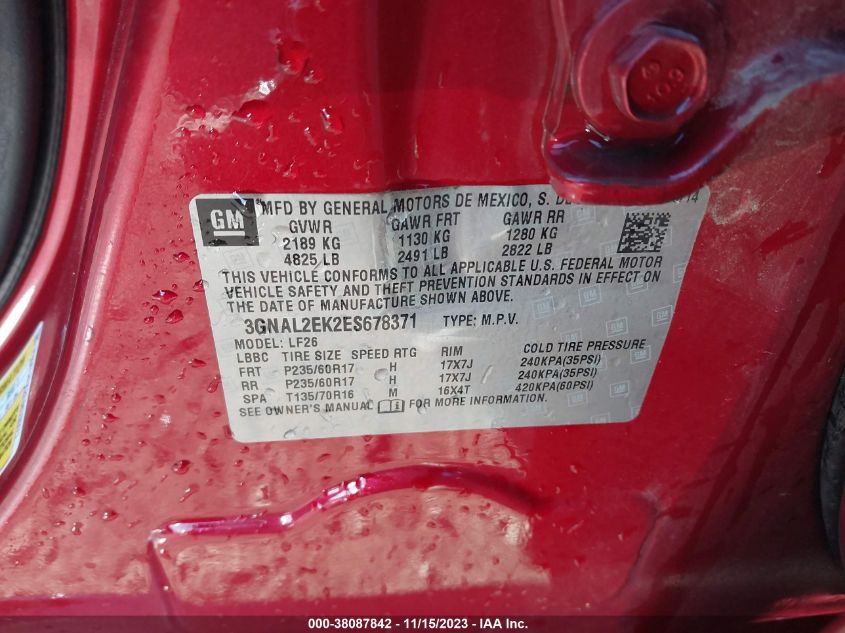 609
GM
MFD BY GENERAL MOTORS DE MEXICO, S. DE
GVWR GAWR FRT GAWR RR
2189 KG 1130 KG 1280 KG
4825 LB 2491 LB 2822 LB
THIS VEHICLE CONFORMS TO ALL APPLICABLE U.S. FEDERAL MOTOR
VEHICLE SAFETY AND THEFT PREVENTION STANDARDS IN EFFECT ON
THE DATE OF MANUFACTURE SHOWN ABOVE.
3GNAL2EK2ES678371 TYPE: M.P.V.
MODEL: LF26
LBBC TIRE SIZE SPEED RTG RIM COLD TIRE PRESSURE
FRT P235/60R17 H 17X7J 240KPA(35PSI)
RR P235/60R17 H 17X7J 240KPA(35PSI)
SPA T135/70R16 M 16X4T 420KPA(60PSI)
SEE OWNER'S MANUAL FOR MORE INFORMATION.
000-38087842 - 11/15/2023 - IAA Inc.